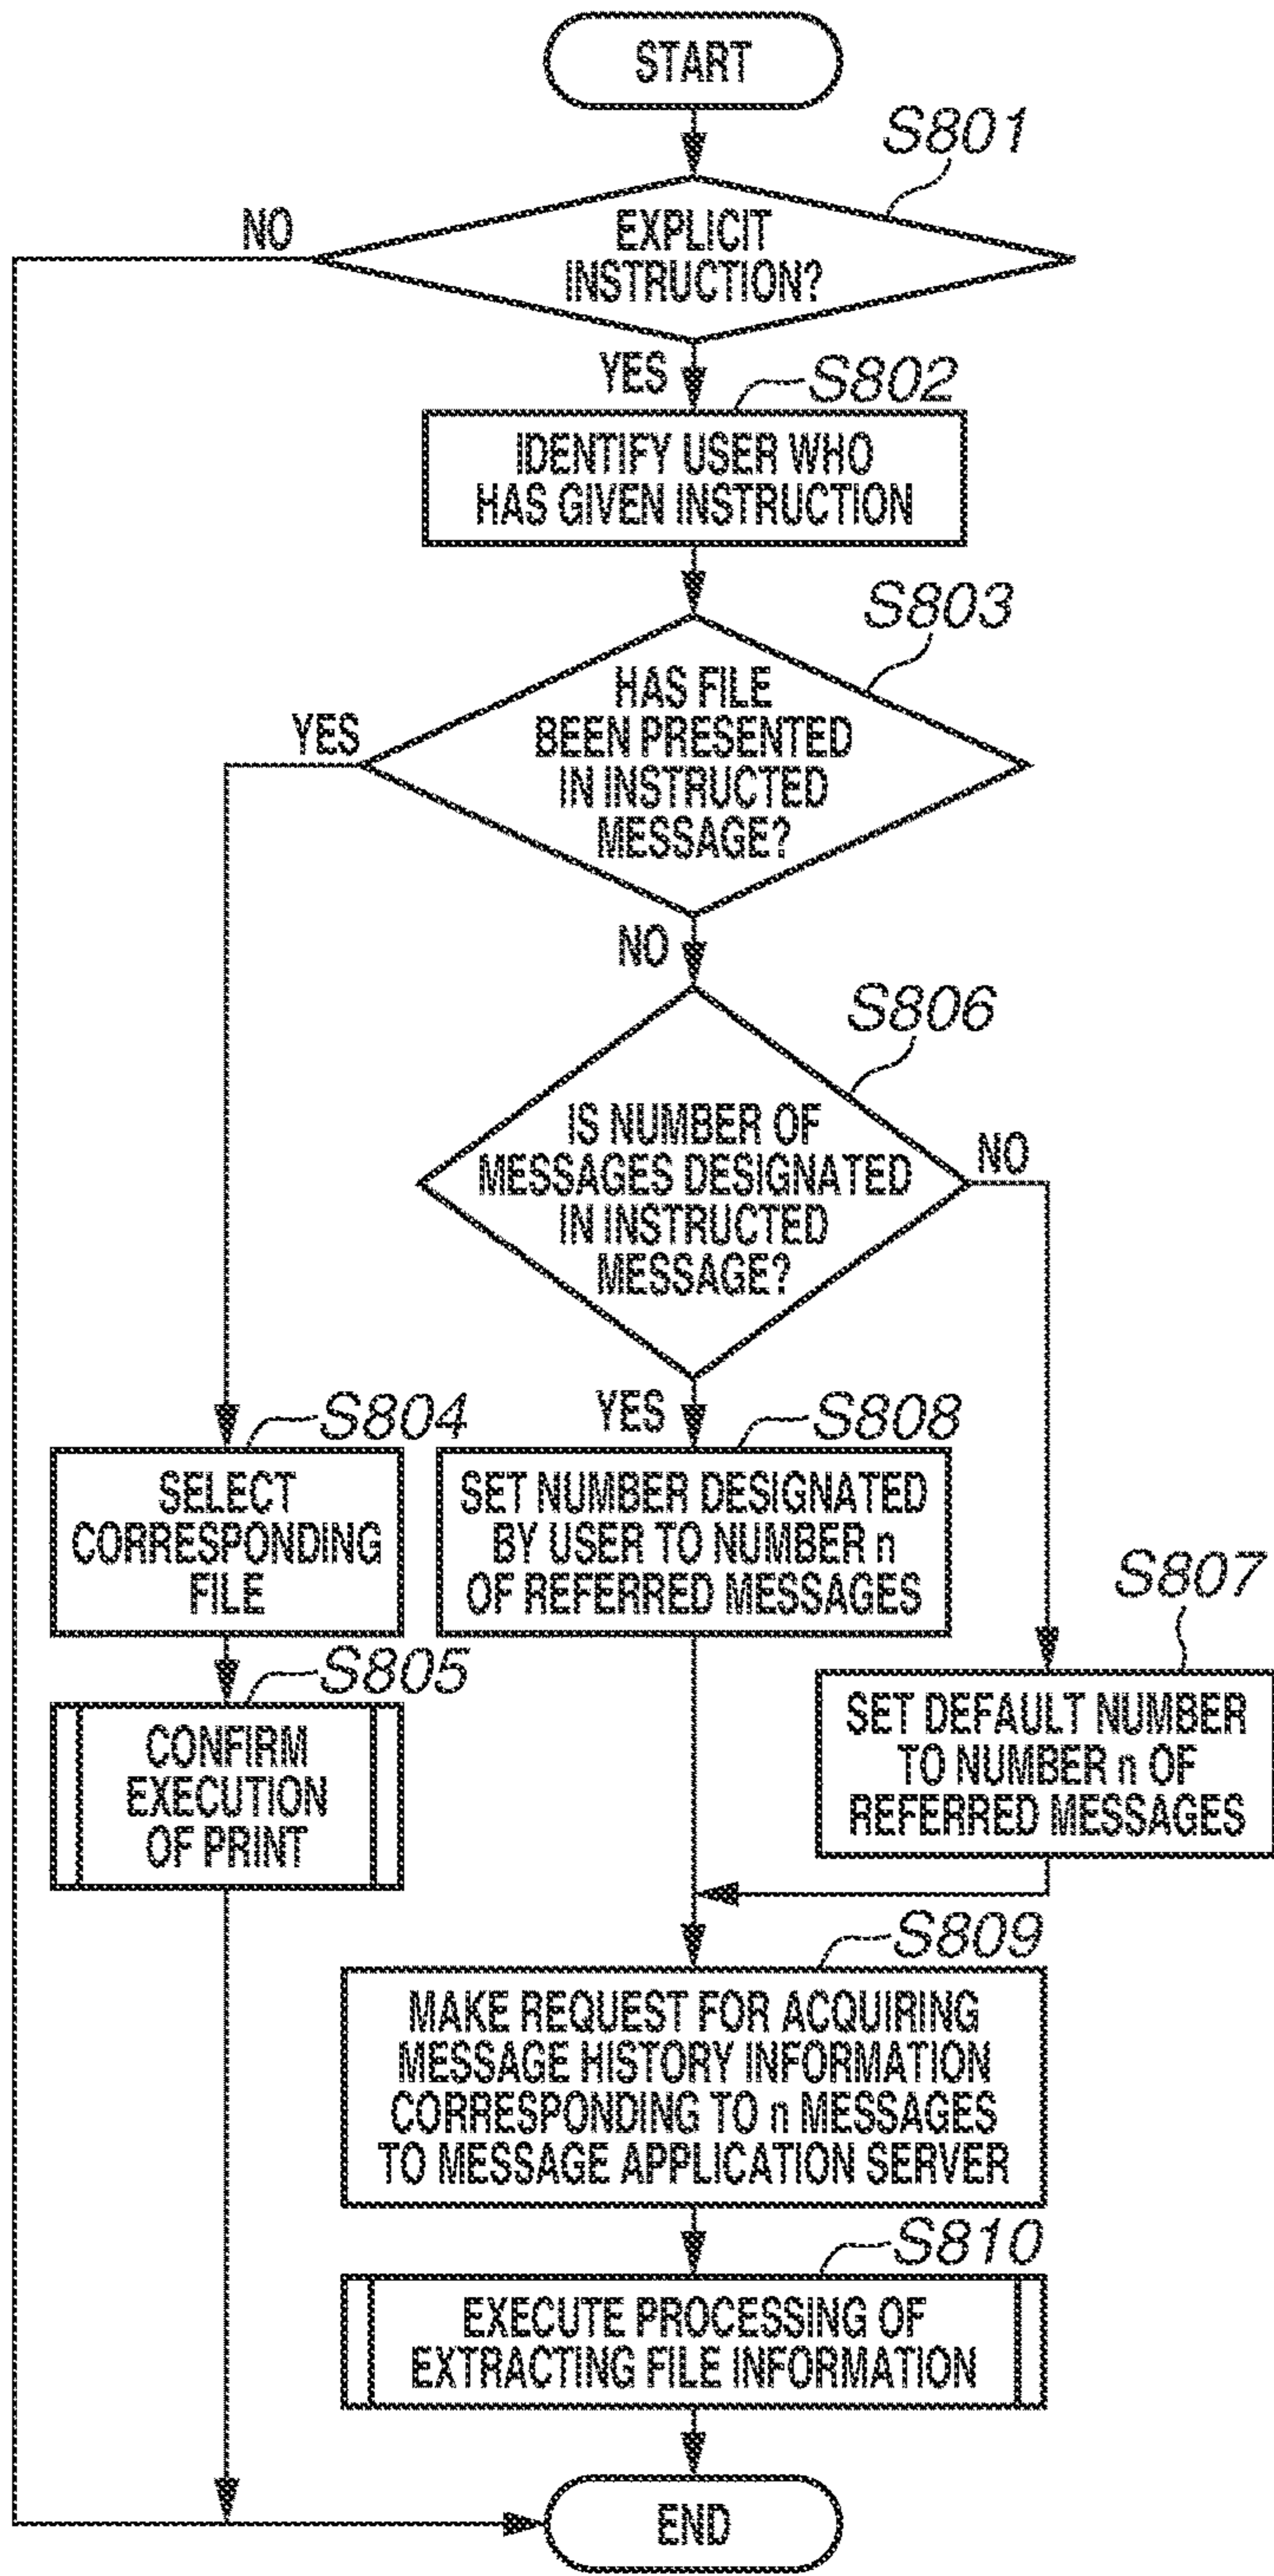 START
S801
NO
EXPLICIT
INSTRUCTION?
YES
S802
IDENTIFY USER WHO
HAS GIVEN INSTRUCTION
S803
HAS FILE
BEEN PRESENTED
IN INSTRUCTED
MESSAGE?
YES
NO
S806
IS NUMBER OF
MESSAGES DESIGNATED
IN INSTRUCTED
MESSAGE?
NO
YES
S804
SELECT
CORRESPONDING
FILE
S808
SET NUMBER DESIGNATED
BY USER TO NUMBER n
OF REFERRED MESSAGES
S807
SET DEFAULT NUMBER
TO NUMBER n OF
REFERRED MESSAGES
S805
CONFIRM
EXECUTION
OF PRINT
S809
MAKE REQUEST FOR ACQUIRING
MESSAGE HISTORY INFORMATION
CORRESPONDING TO n MESSAGES
TO MESSAGE APPLICATION SERVER
S810
EXECUTE PROCESSING OF
EXTRACTING FILE INFORMATION
END